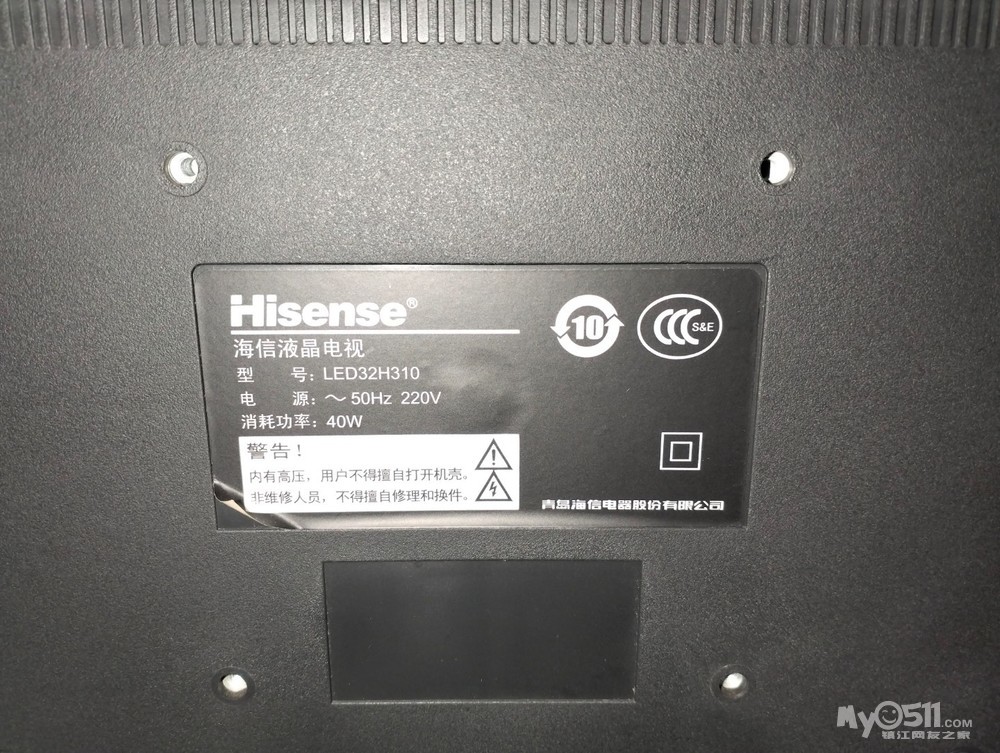 Hisense®
海信液晶电视
型 号：LED32H310
电 源：～ 50Hz 220V
消耗功率：40W
警告！
内有高压，用户不得擅自打开机壳。
非维修人员，不得擅自修理和换件。
10
CCC S&E
青岛海信电器股份有限公司
My0511.COM
镇江网友之家